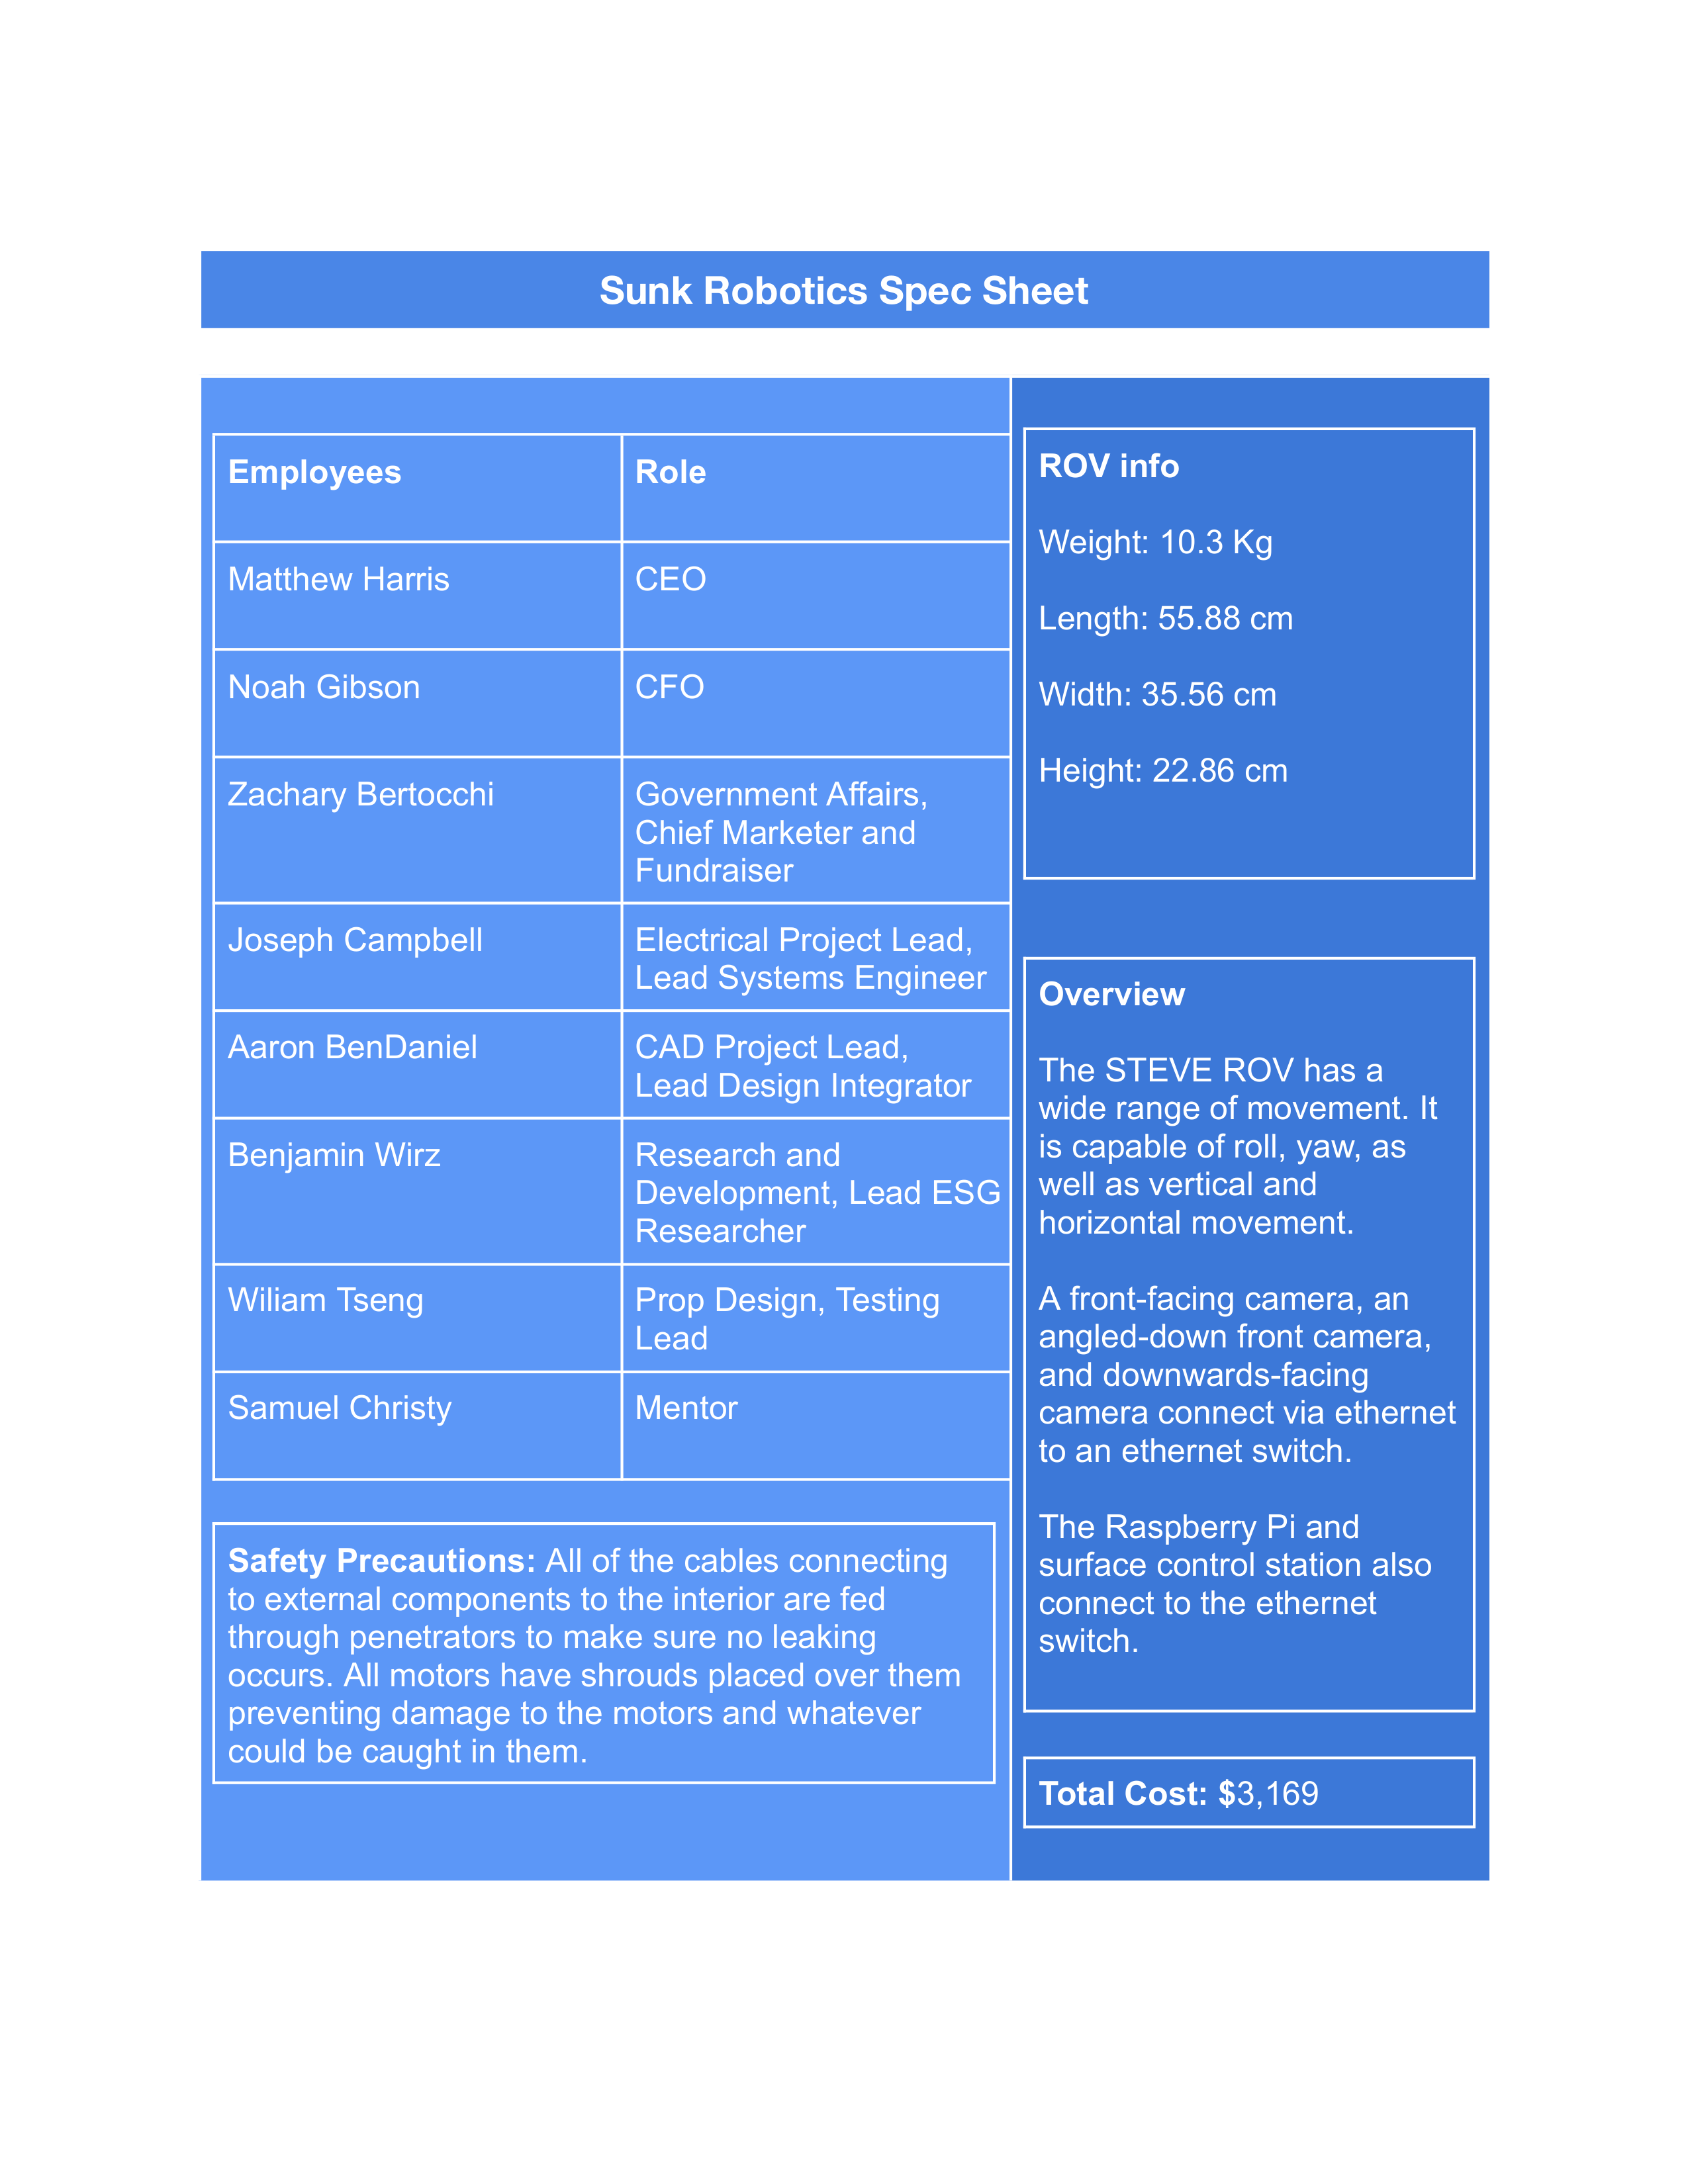 Sunk Robotics Spec Sheet
Employees Role
Matthew Harris CEO
Noah Gibson CFO
Zachary Bertocchi Government Affairs,
Chief Marketer and
Fundraiser
Joseph Campbell Electrical Project Lead,
Lead Systems Engineer
Aaron BenDaniel CAD Project Lead,
Lead Design Integrator
Benjamin Wirz Research and
Development, Lead ESG
Researcher
Wiliam Tseng Prop Design, Testing
Lead
Samuel Christy Mentor
Safety Precautions: All of the cables connecting
to external components to the interior are fed
through penetrators to make sure no leaking
occurs. All motors have shrouds placed over them
preventing damage to the motors and whatever
could be caught in them.
ROV info
Weight: 10.3 Kg
Length: 55.88 cm
Width: 35.56 cm
Height: 22.86 cm
Overview
The STEVE ROV has a
wide range of movement. It
is capable of roll, yaw, as
well as vertical and
horizontal movement.
A front-facing camera, an
angled-down front camera,
and downwards-facing
camera connect via ethernet
to an ethernet switch.
The Raspberry Pi and
surface control station also
connect to the ethernet
switch.
Total Cost: $3,169